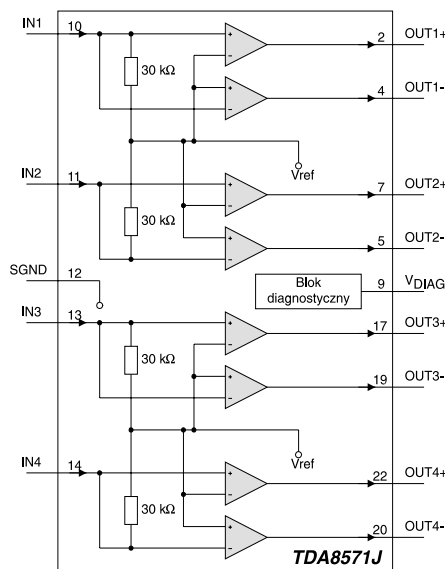 IN1 10 2 OUT1+
30 kΩ
4 OUT1-
Vref
IN2 11 7 OUT2+
30 kΩ
5 OUT2-
SGND 12
Blok
diagnostyczny
9 VDIAG
IN3 13 17 OUT3+
30 kΩ
19 OUT3-
Vref
IN4 14 22 OUT4+
30 kΩ
20 OUT4-
TDA8571J